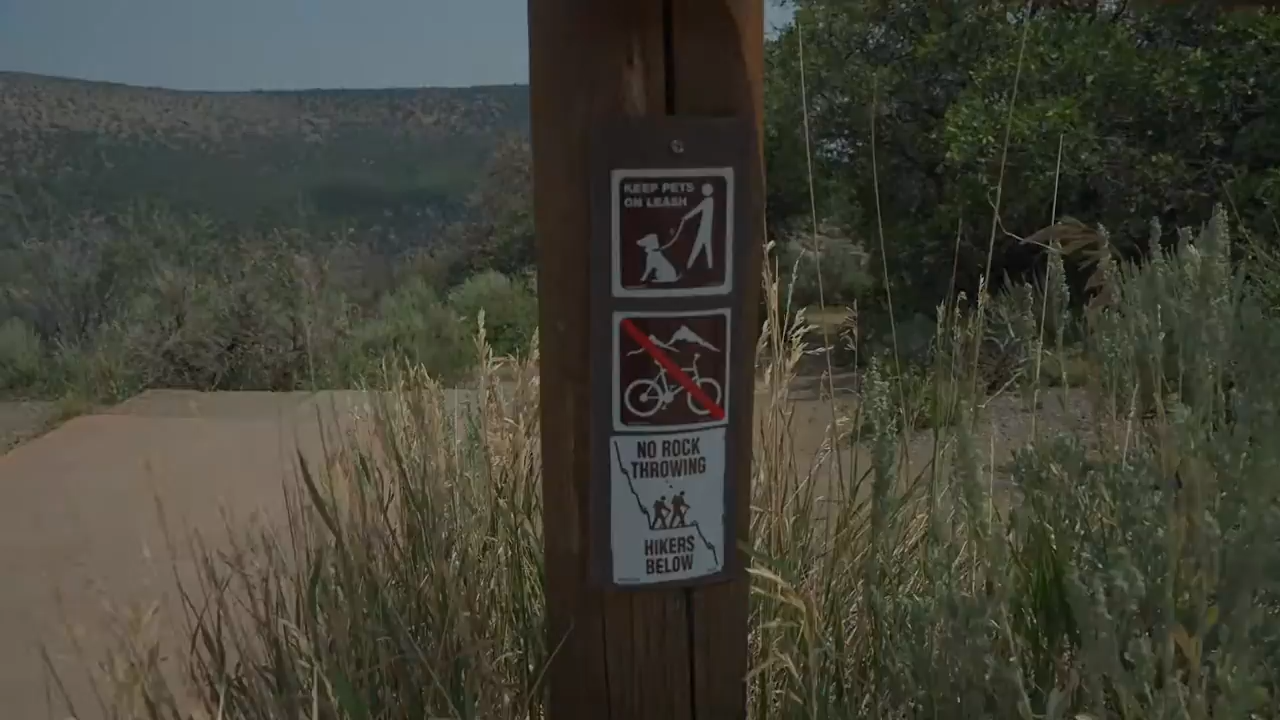 KEEP PETS
ON LEASH
NO ROCK
THROWING
HIKERS
BELOW